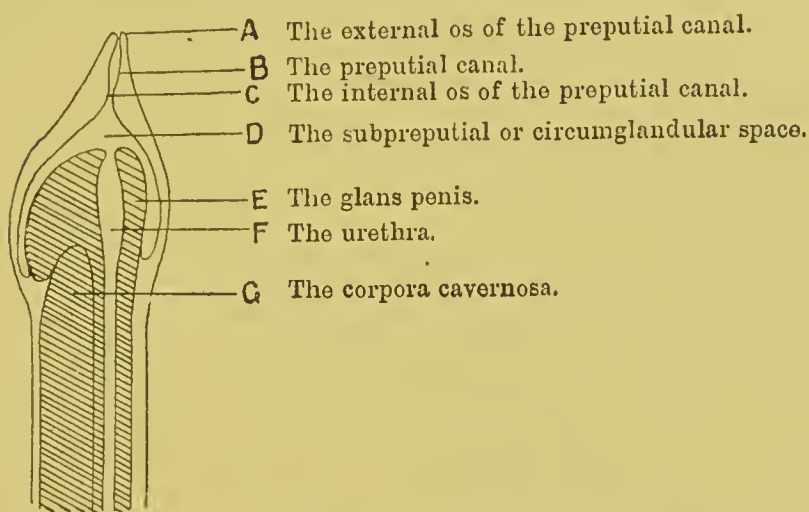 A The external os of the preputial canal.
B The preputial canal.
C The internal os of the preputial canal.
D The subpreputial or circumglandular space.
E The glans penis.
F The urethra.
G The corpora cavernosa.